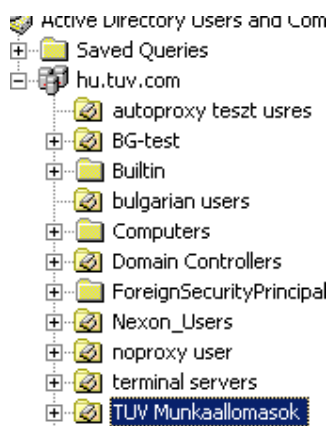 Active Directory Users and Com
Saved Queries
hu.tuv.com
autoproxy teszt usres
BG-test
Builtin
bulgarian users
Computers
Domain Controllers
ForeignSecurityPrincipal
Nexon_Users
noproxy user
terminal servers
TUV Munkaallomasok